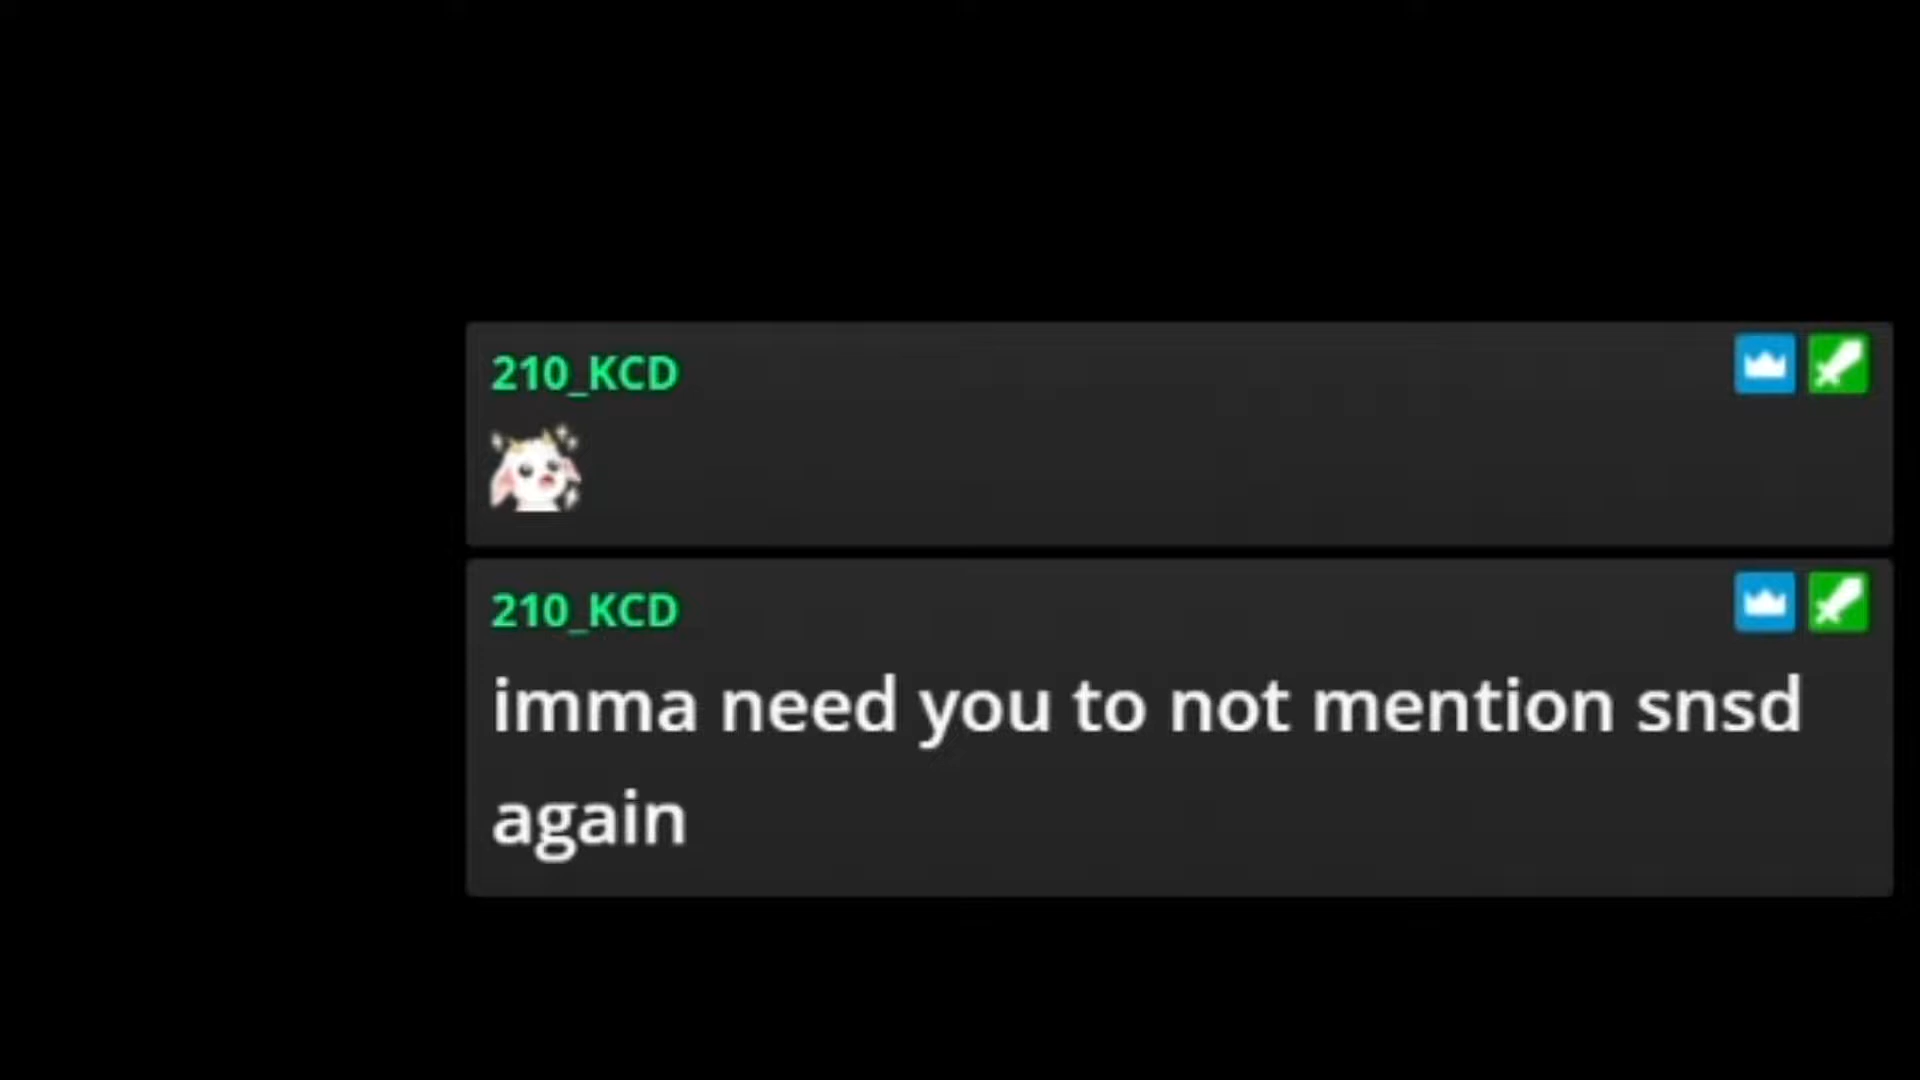 210_KCD
210_KCD
imma need you to not mention snsd
again